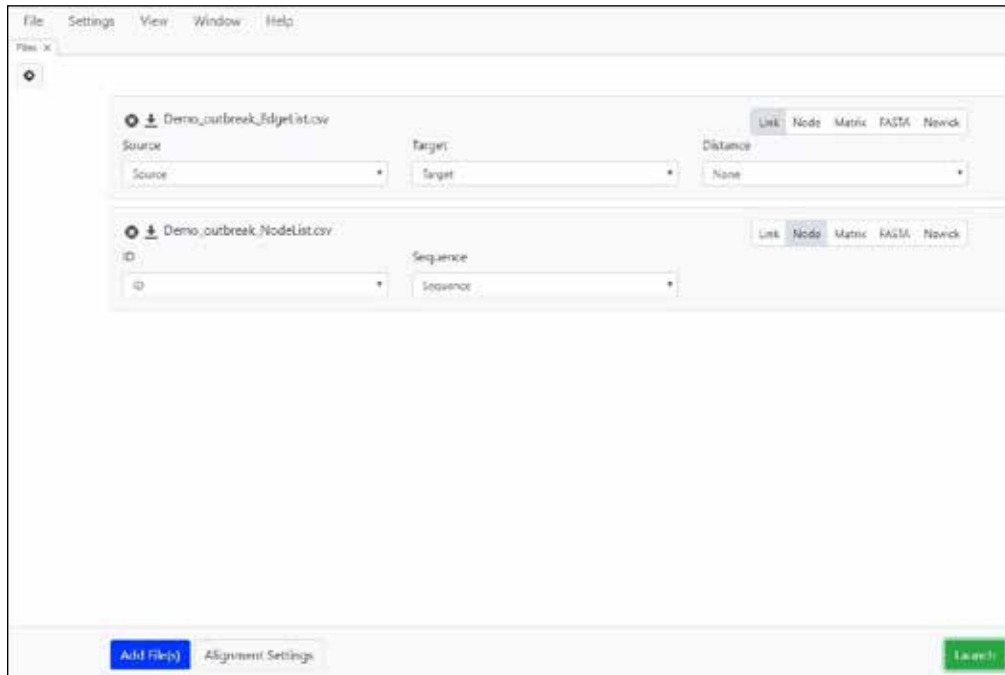 File Settings View Window Help
Files X
Demo_outbreak_EdgeList.csv Link Node Matrix FASTA Newick
Source Target Distance
Source Target None
Demo_outbreak_NodeList.csv Link Node Matrix FASTA Newick
ID Sequence
ID Sequence
Add File(s) Alignment Settings Launch